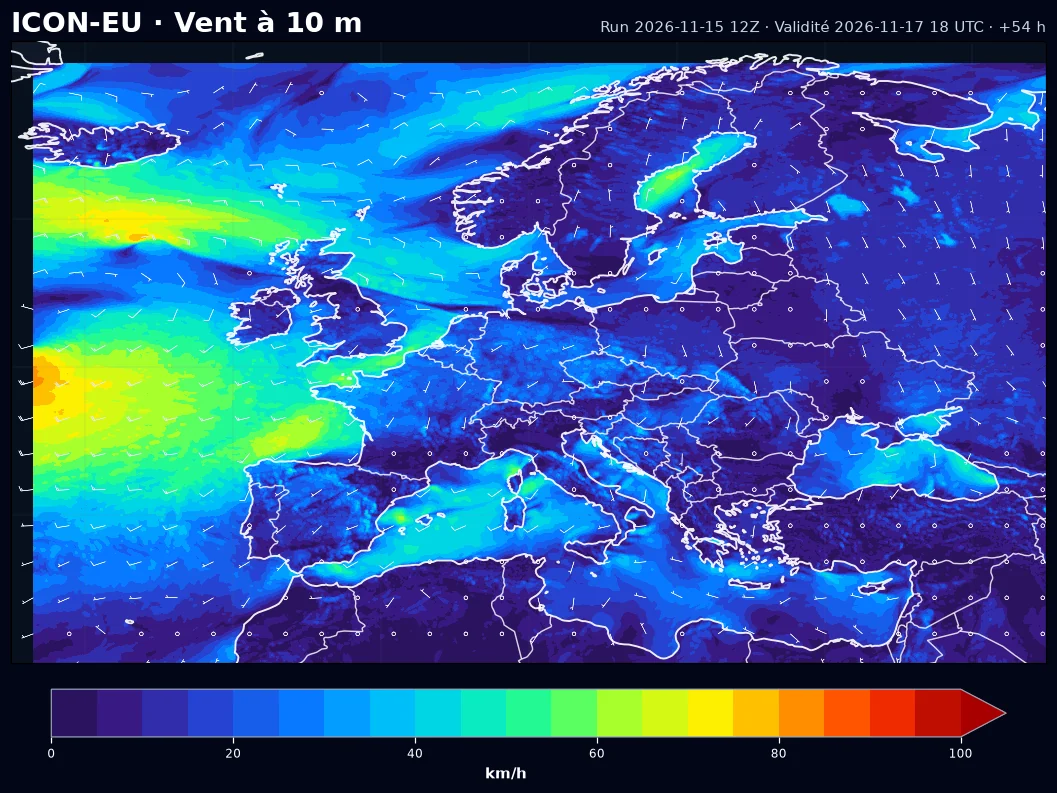 ICON-EU · Vent à 10 m
Run 2026-11-15 12Z · Validité 2026-11-17 18 UTC · +54 h
0 20 40 60 80 100
km/h